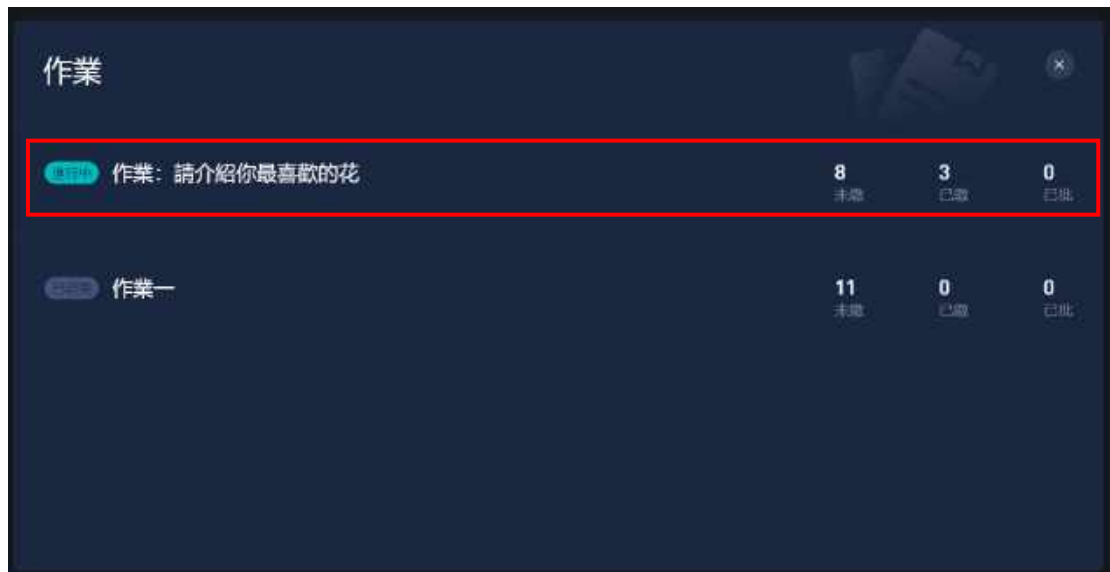 作業
進行中 作業：請介紹你最喜歡的花 8 3 0
未繳 已繳 已批
作業一 11 0 0
未繳 已繳 已批